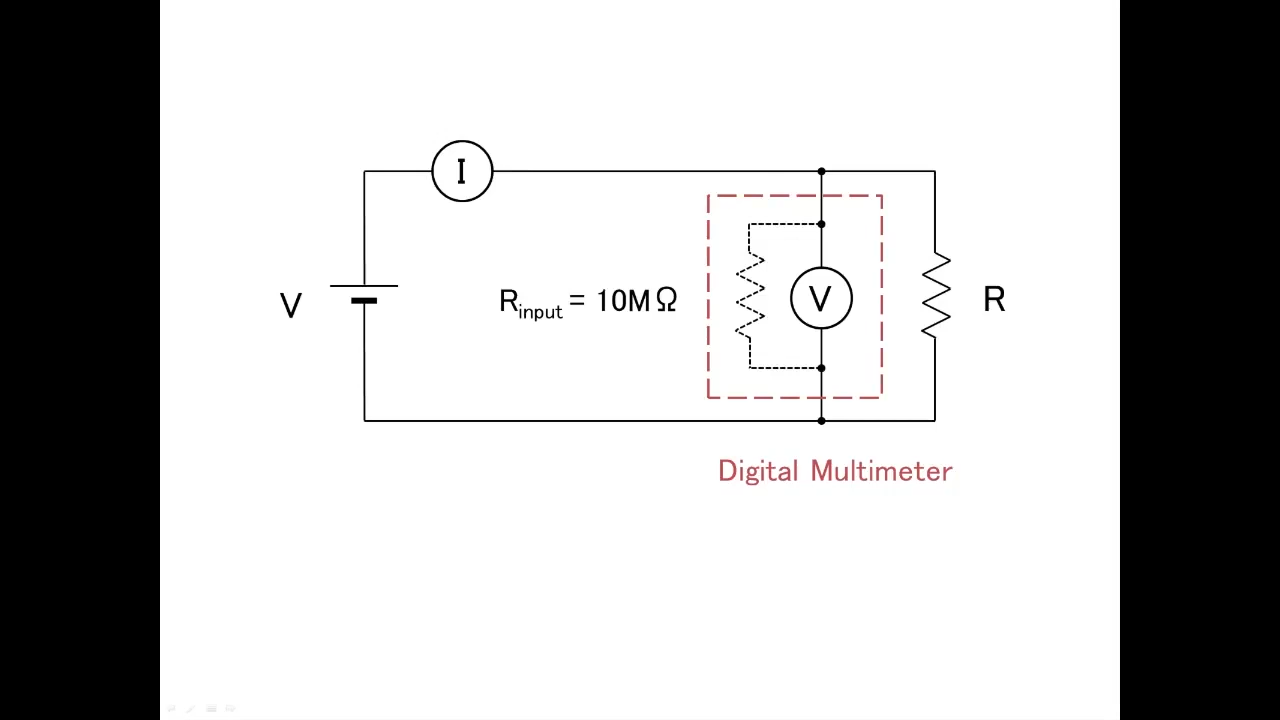 I
V
R_input = 10MΩ
V
R
Digital Multimeter